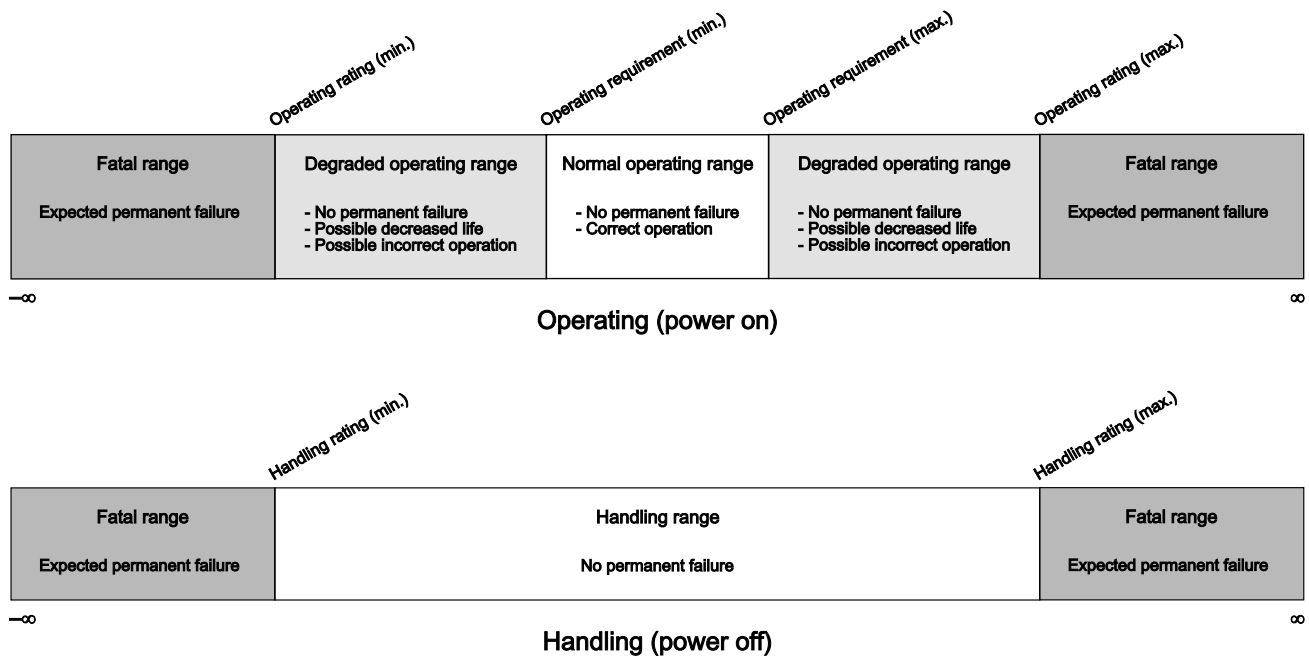 Operating rating (min.)
Operating requirement (min.)
Operating requirement (max.)
Operating rating (max.)
Fatal range
Degraded operating range
Normal operating range
Degraded operating range
Fatal range
Expected permanent failure
- No permanent failure
- Possible decreased life
- Possible incorrect operation
- No permanent failure
- Correct operation
- No permanent failure
- Possible decreased life
- Possible incorrect operation
Expected permanent failure
–∞
∞
Operating (power on)
Handling rating (min.)
Handling rating (max.)
Fatal range
Handling range
Fatal range
Expected permanent failure
No permanent failure
Expected permanent failure
–∞
∞
Handling (power off)